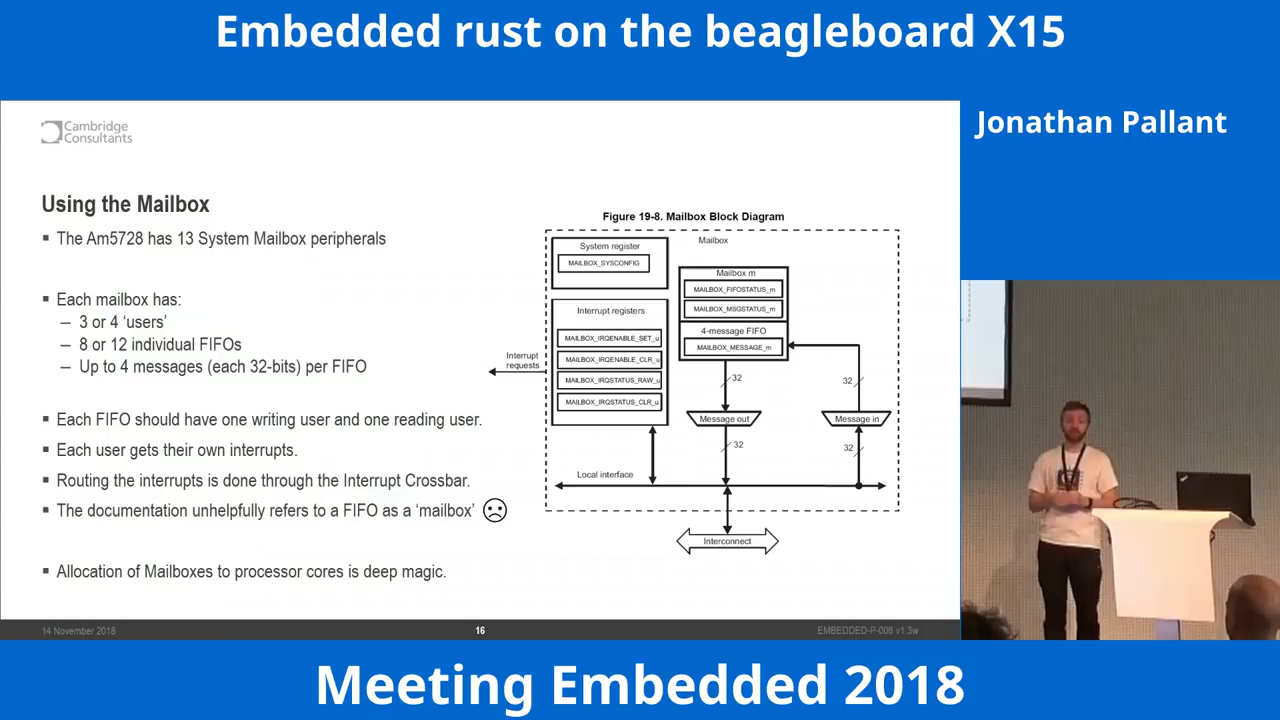 Embedded rust on the beagleboard X15
Jonathan Pallant
Cambridge
Consultants
Using the Mailbox
▪ The Am5728 has 13 System Mailbox peripherals
▪ Each mailbox has:
– 3 or 4 ‘users’
– 8 or 12 individual FIFOs
– Up to 4 messages (each 32-bits) per FIFO
▪ Each FIFO should have one writing user and one reading user.
▪ Each user gets their own interrupts.
▪ Routing the interrupts is done through the Interrupt Crossbar.
▪ The documentation unhelpfully refers to a FIFO as a ‘mailbox’
▪ Allocation of Mailboxes to processor cores is deep magic.
Figure 19-8. Mailbox Block Diagram
Mailbox
System register
MAILBOX_SYSCONFIG
Interrupt registers
MAILBOX_IRQENABLE_SET_u
MAILBOX_IRQENABLE_CLR_u
MAILBOX_IRQSTATUS_RAW_u
MAILBOX_IRQSTATUS_CLR_u
Interrupt
requests
Mailbox m
MAILBOX_FIFOSTATUS_m
MAILBOX_MSGSTATUS_m
4-message FIFO
MAILBOX_MESSAGE_m
32
32
Message out
Message in
32
32
Local interface
Interconnect
14 November 2018
16
EMBEDDED-P-006 v1.3w
Meeting Embedded 2018